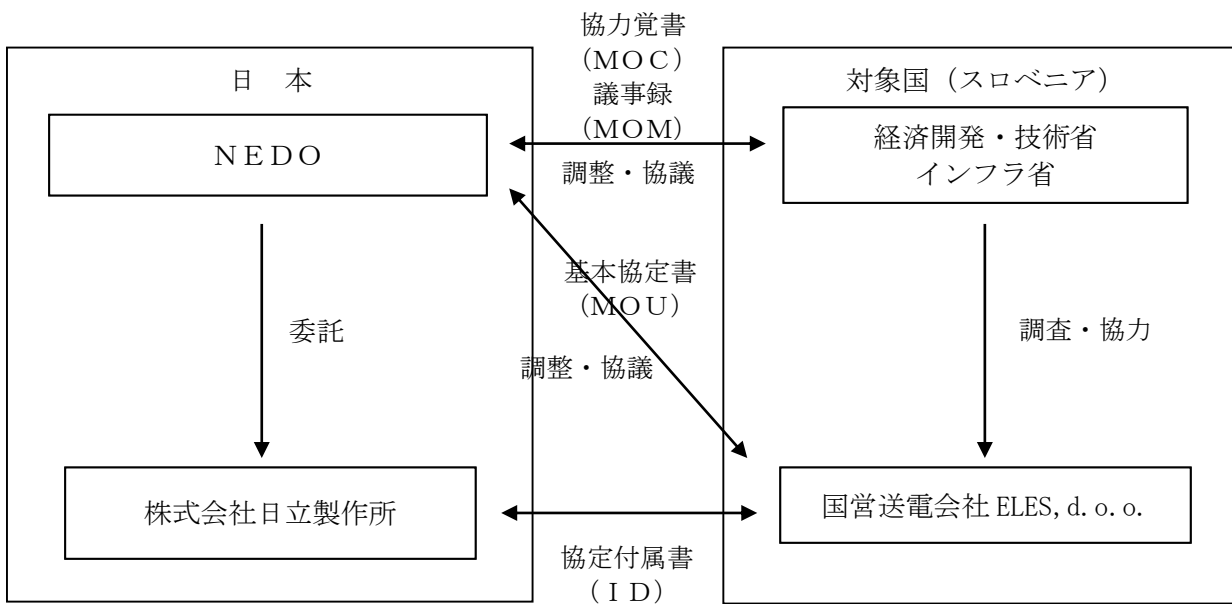 協力覚書
（ＭＯＣ）
議事録
（ＭＯＭ）
日　本
対象国（スロベニア）
ＮＥＤＯ
経済開発・技術省
インフラ省
調整・協議
基本協定書
（ＭＯＵ）
委託
調査・協力
調整・協議
株式会社日立製作所
国営送電会社 ELES, d. o. o.
協定付属書
（ＩＤ）